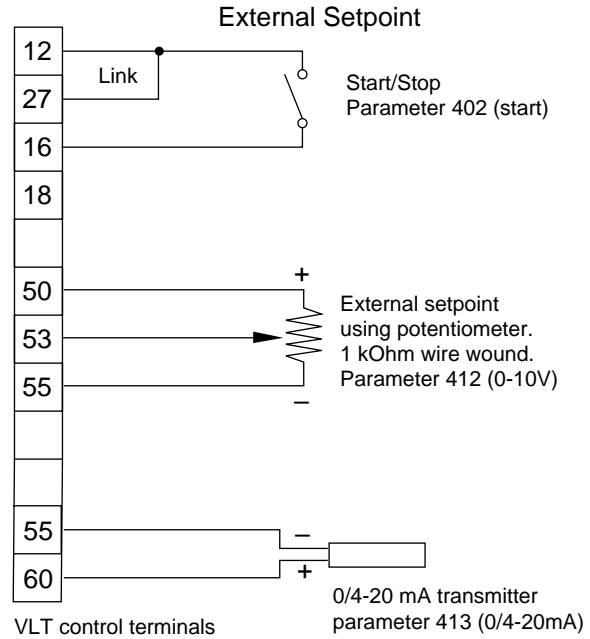 External Setpoint
12
Link
27
Start/Stop
Parameter 402 (start)
16
18
50
+
53
External setpoint
using potentiometer.
1 kOhm wire wound.
Parameter 412 (0-10V)
55
–
55
–
60
+
0/4-20 mA transmitter
parameter 413 (0/4-20mA)
VLT control terminals